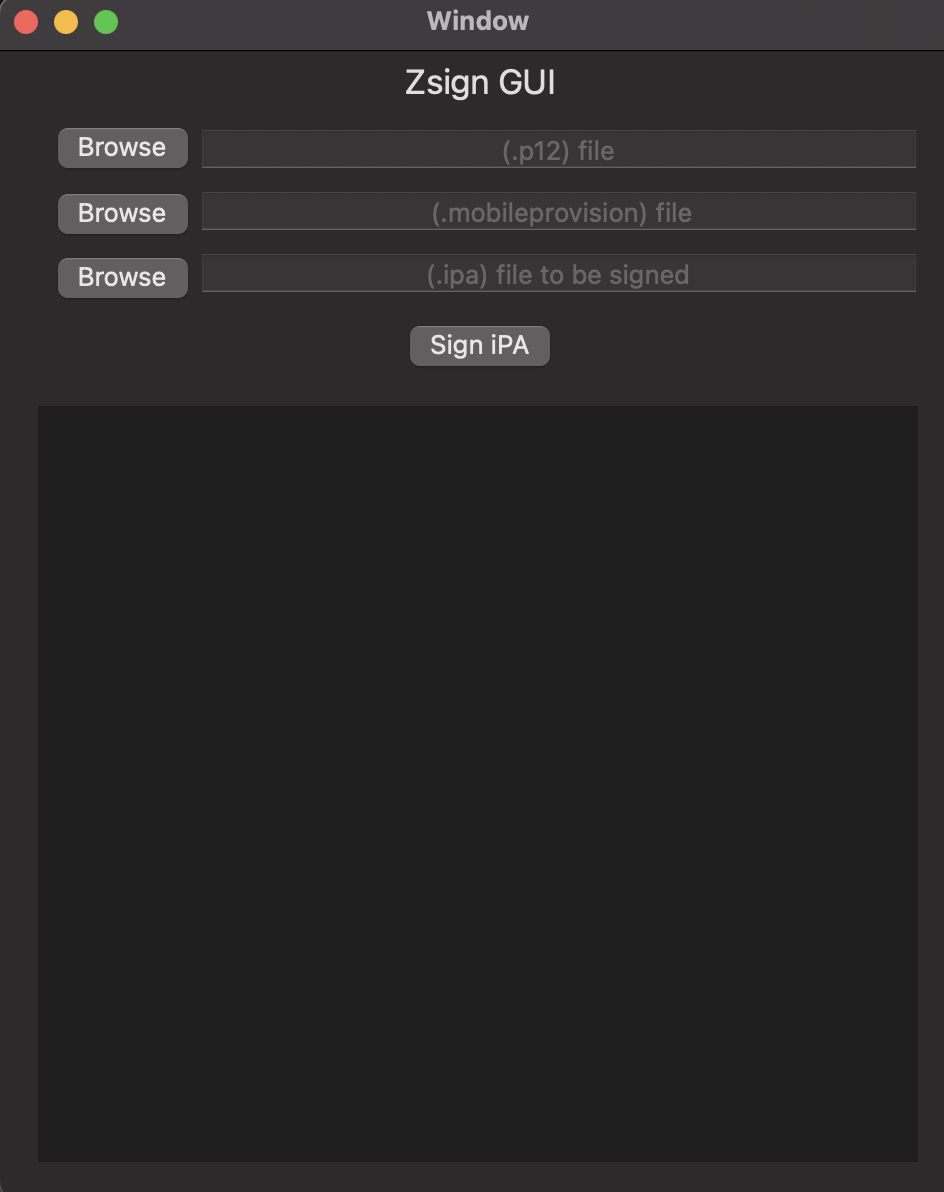 Window
Zsign GUI
Browse (.p12) file
Browse (.mobileprovision) file
Browse (.ipa) file to be signed
Sign iPA